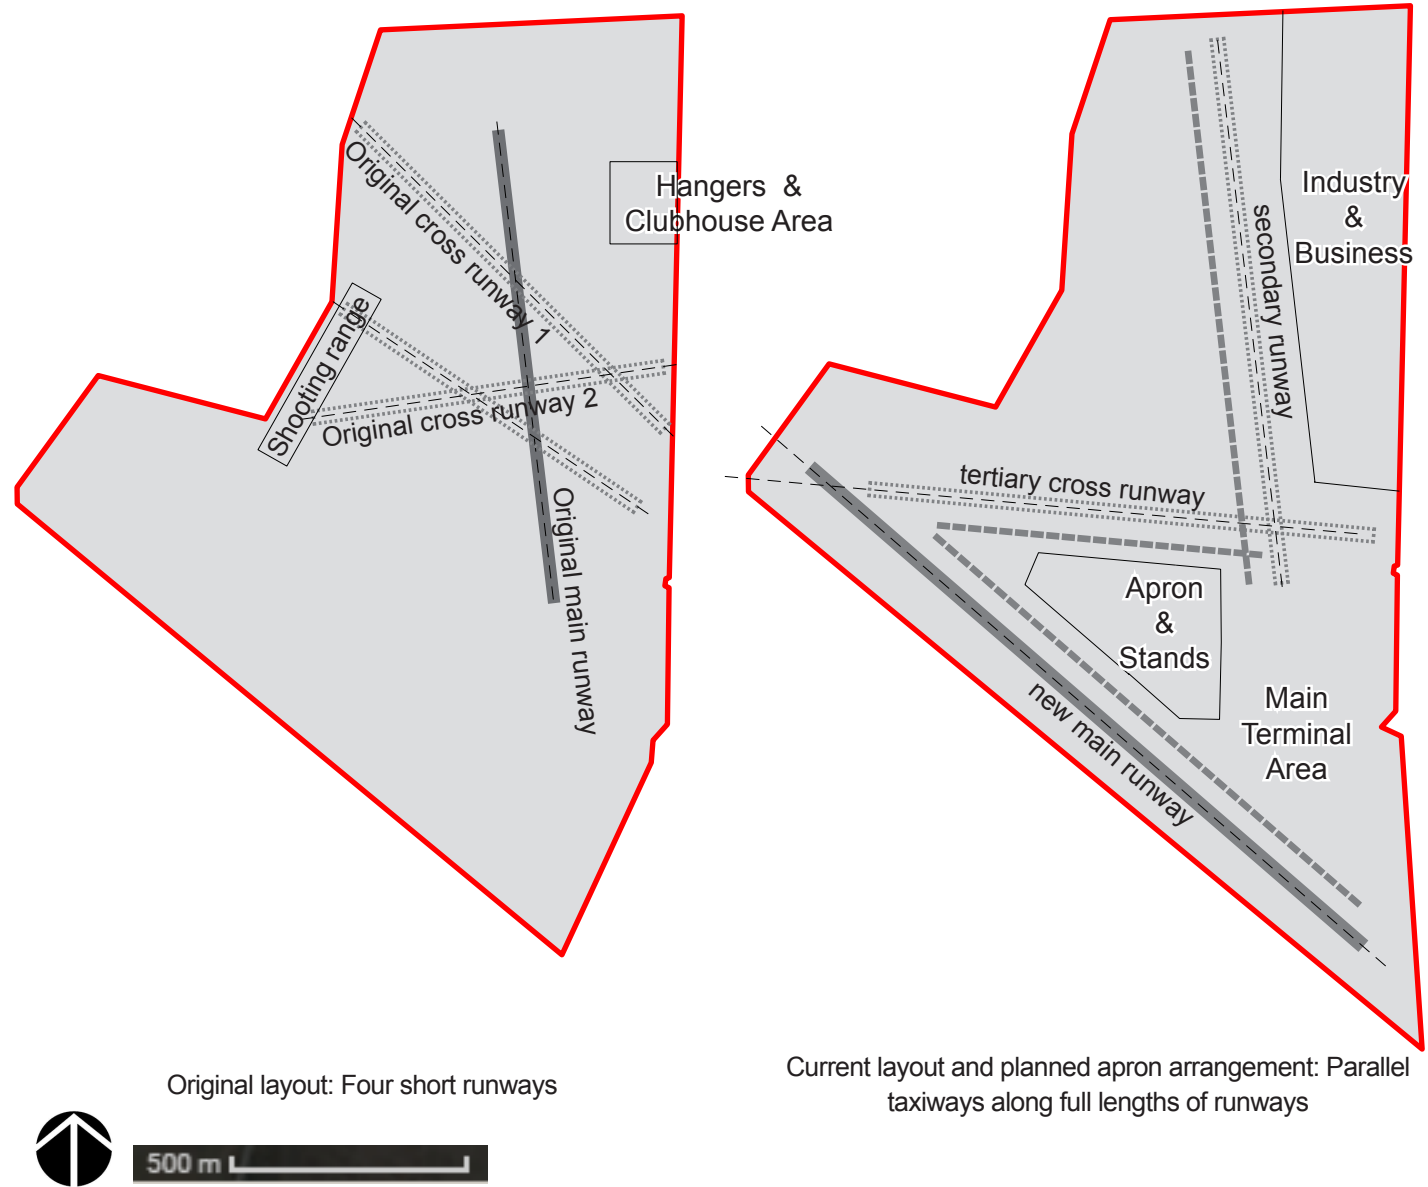 Original cross runway 1
Hangers &
Clubhouse Area
Shooting range
Original cross runway 2
Original main runway
Original layout: Four short runways
500 m
Industry
&
Business
secondary runway
tertiary cross runway
Apron
&
Stands
new main runway
Main
Terminal
Area
Current layout and planned apron arrangement: Parallel
taxiways along full lengths of runways